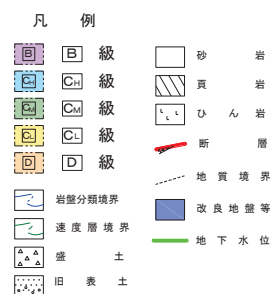 凡例
B B 級
CH CH 級
CM CM 級
CL CL 級
D D 級
岩盤分類境界
速度層境界
盛土
旧表土
砂岩
頁岩
ひん岩
断層
地質境界
改良地盤等
地下水位